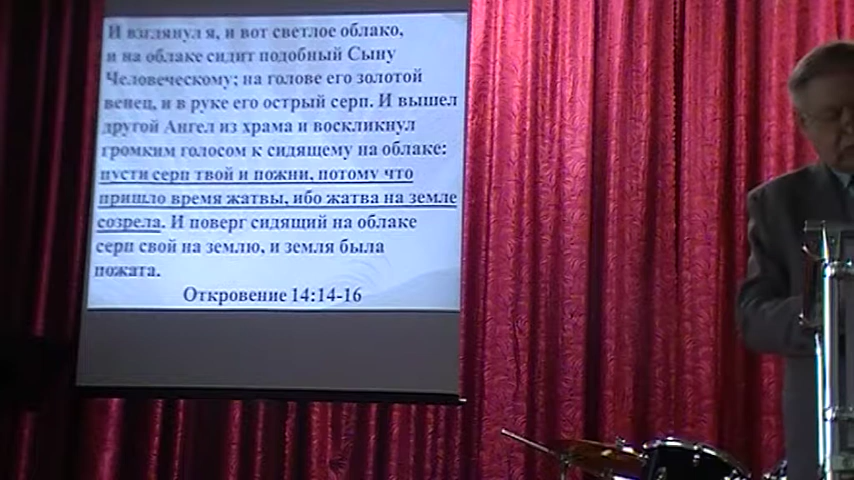 И взглянул я, и вот светлое облако,
и на облаке сидит подобный Сыну
Человеческому; на голове его золотой
венец, и в руке его острый серп. И вышел
другой Ангел из храма и воскликнул
громким голосом к сидящему на облаке:
пусти серп твой и пожни, потому что
пришло время жатвы, ибо жатва на земле
созрела. И поверг сидящий на облаке
серп свой на землю, и земля была
пожата.
Откровение 14:14-16